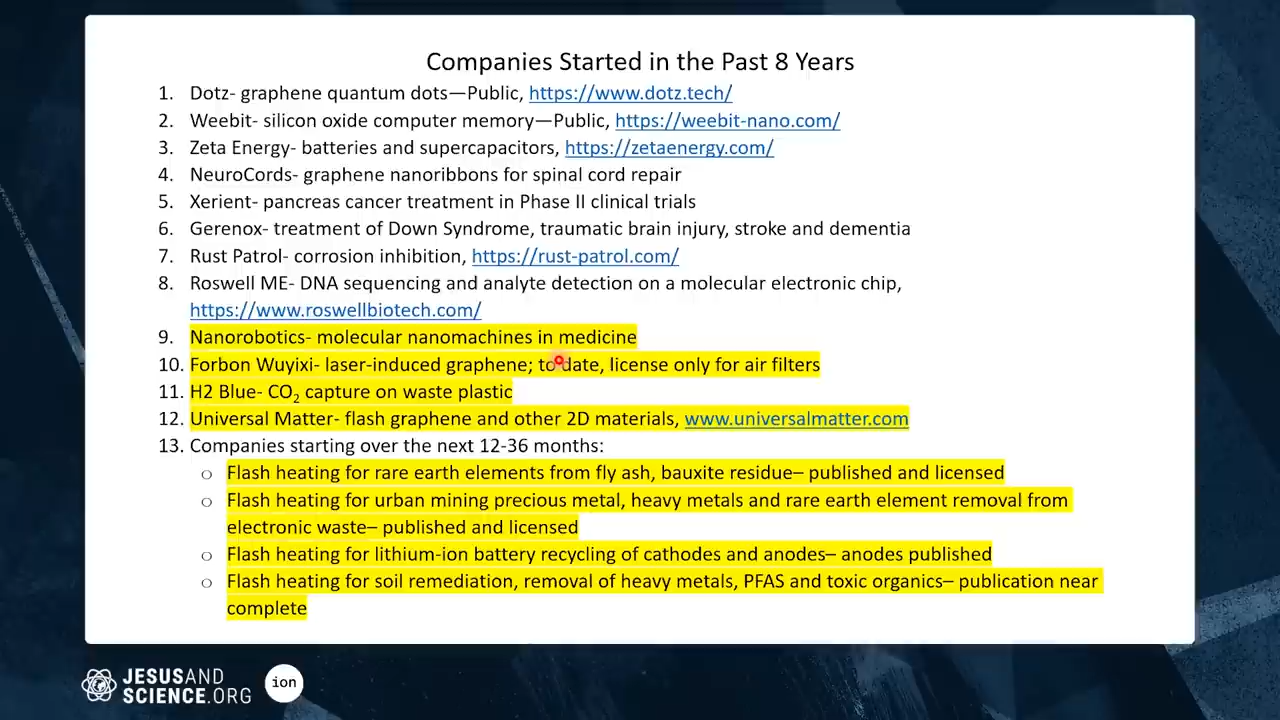 Companies Started in the Past 8 Years
1. Dotz- graphene quantum dots—Public, https://www.dotz.tech/
2. Weebit- silicon oxide computer memory—Public, https://weebit-nano.com/
3. Zeta Energy- batteries and supercapacitors, https://zetaenergy.com/
4. NeuroCords- graphene nanoribbons for spinal cord repair
5. Xerient- pancreas cancer treatment in Phase II clinical trials
6. Gerenox- treatment of Down Syndrome, traumatic brain injury, stroke and dementia
7. Rust Patrol- corrosion inhibition, https://rust-patrol.com/
8. Roswell ME- DNA sequencing and analyte detection on a molecular electronic chip,
https://www.roswellbiotech.com/
9. Nanorobotics- molecular nanomachines in medicine
10. Forbon Wuyixi- laser-induced graphene; to date, license only for air filters
11. H2 Blue- CO₂ capture on waste plastic
12. Universal Matter- flash graphene and other 2D materials, www.universalmatter.com
13. Companies starting over the next 12-36 months:
○ Flash heating for rare earth elements from fly ash, bauxite residue– published and licensed
○ Flash heating for urban mining precious metal, heavy metals and rare earth element removal from
electronic waste– published and licensed
○ Flash heating for lithium-ion battery recycling of cathodes and anodes– anodes published
○ Flash heating for soil remediation, removal of heavy metals, PFAS and toxic organics– publication near
complete
JESUSAND
SCIENCE.ORG
ion